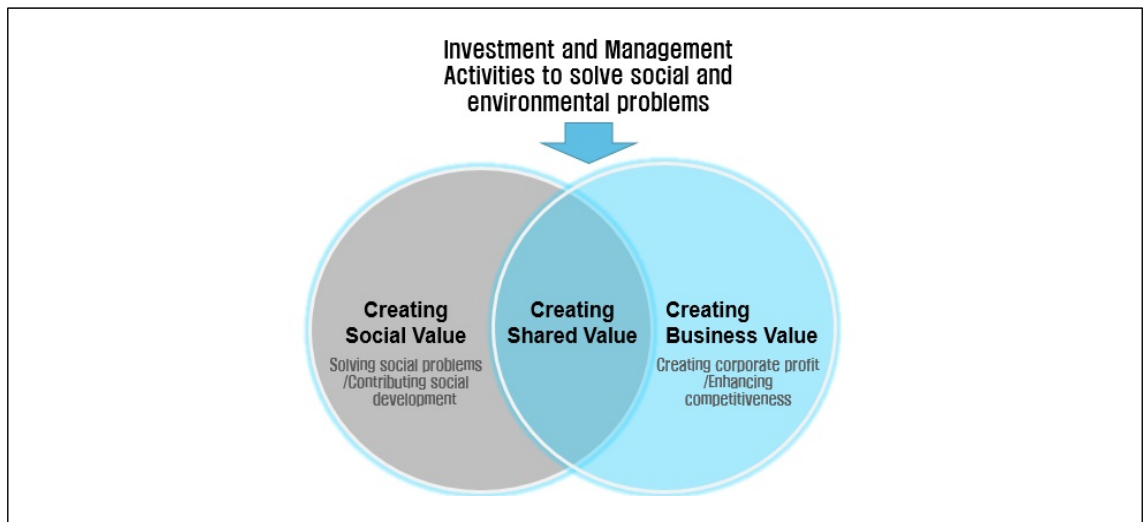 Investment and Management
Activities to solve social and
environmental problems
Creating
Social Value
Solving social problems
/Contributing social
development
Creating
Shared Value
Creating
Business Value
Creating corporate profit
/Enhancing
competitiveness